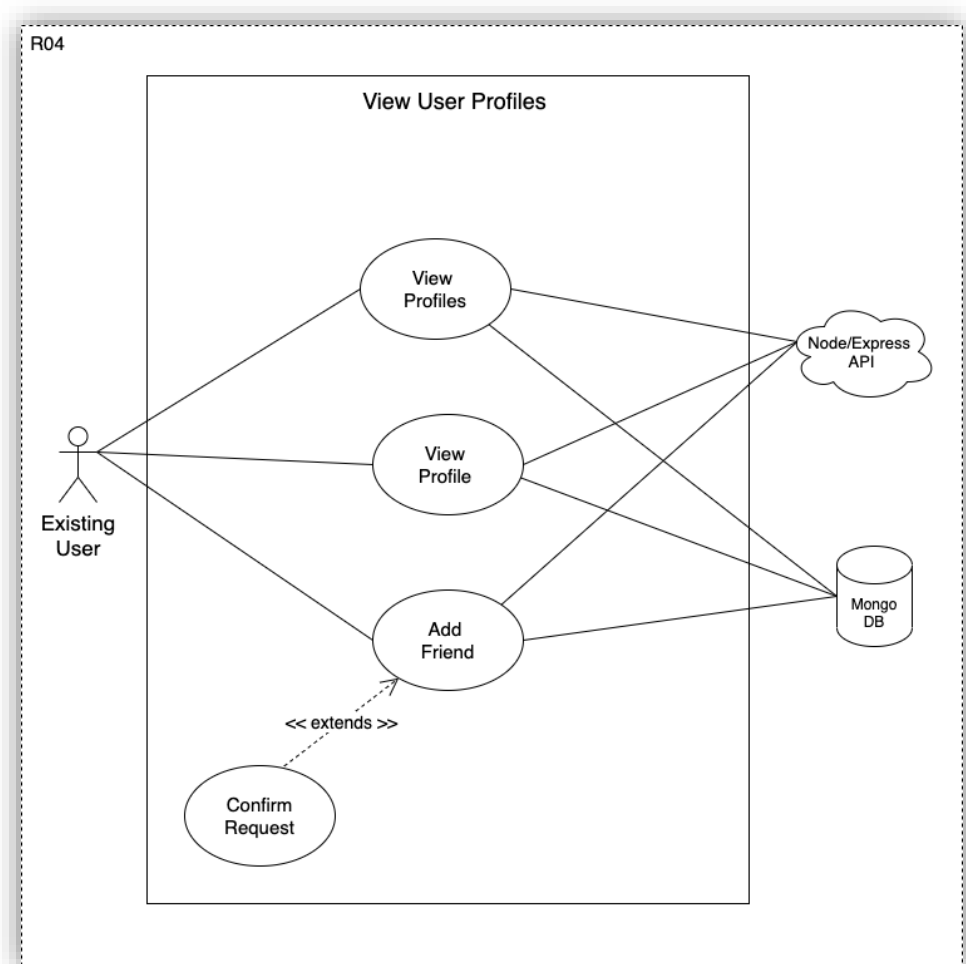 R04
View User Profiles
View
Profiles
Node/Express
API
View
Profile
Existing
User
Mongo
DB
Add
Friend
<< extends >>
Confirm
Request